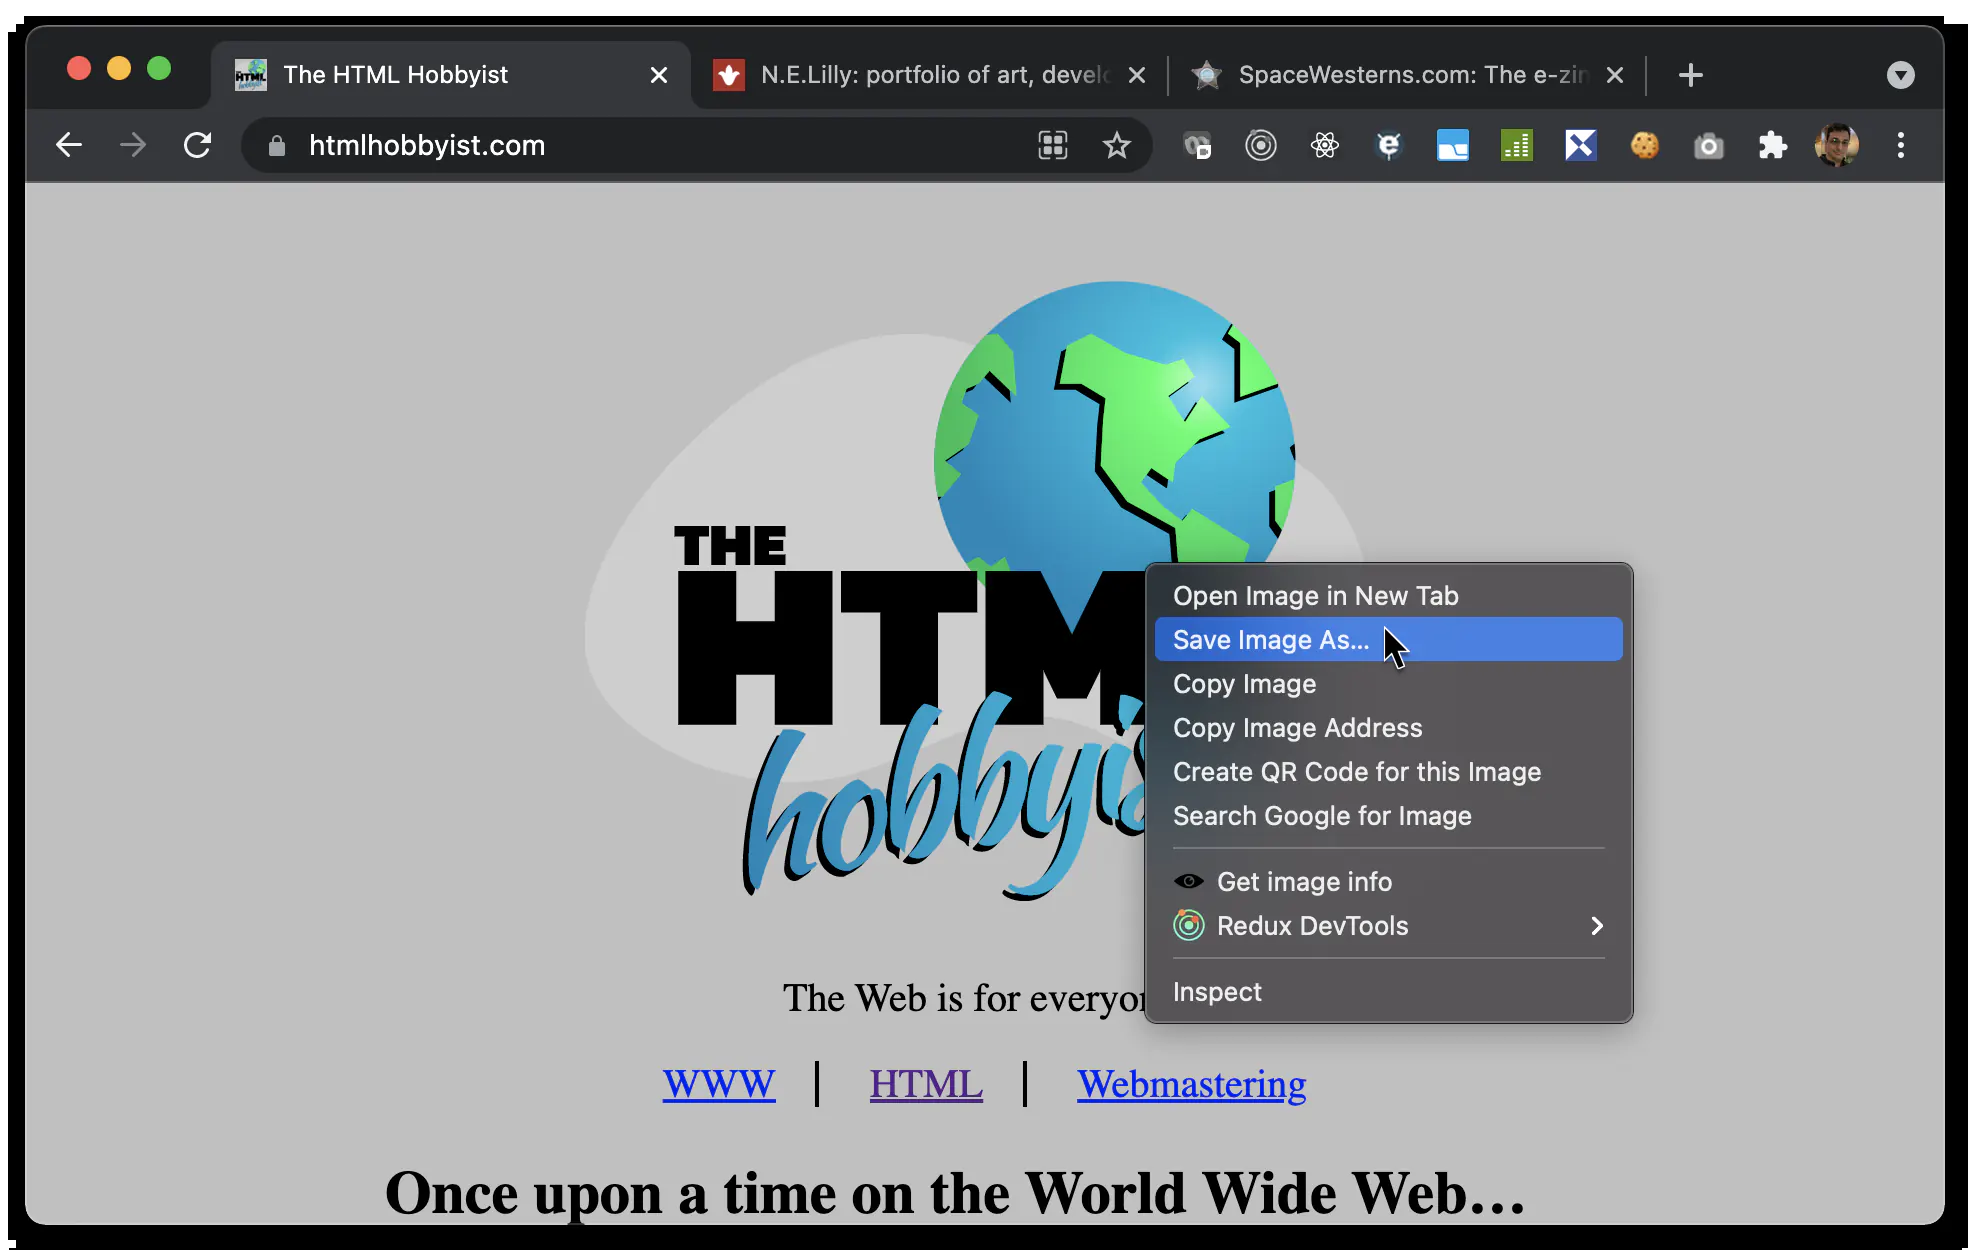 The HTML Hobbyist
N.E.Lilly: portfolio of art, develo
SpaceWesterns.com: The e-zin
htmlhobbyist.com
THE
HTM
hobbyis
Open Image in New Tab
Save Image As...
Copy Image
Copy Image Address
Create QR Code for this Image
Search Google for Image
Get image info
Redux DevTools
Inspect
The Web is for everyon
WWW | HTML | Webmastering
Once upon a time on the World Wide Web...